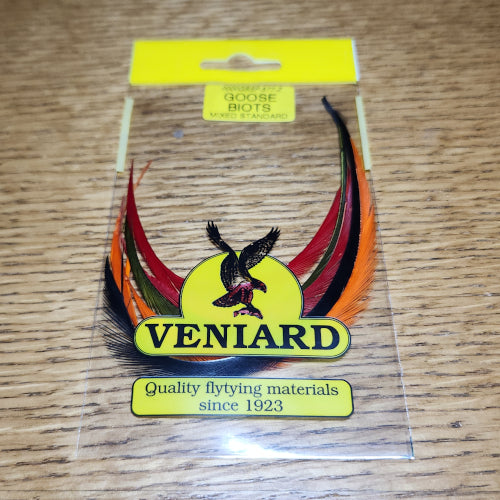 GOOSE
BIOTS
MIXED STANDARD
VENIARD
Quality flytying materials
since 1923